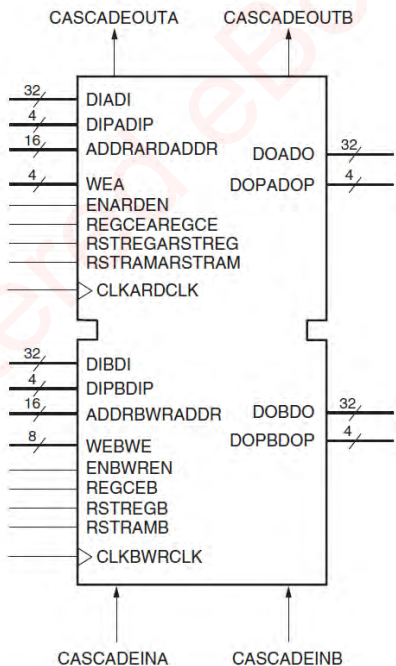 CASCADEOUTA CASCADEOUTB
32 DIADI
4 DIPADIP
16 ADDRARDADDR
DOADO 32
4 WEA
DOPADOP 4
ENARDEN
REGCEAREGCE
RSTREGARSTREG
RSTRAMARSTRAM
CLKARDCLK
32 DIBDI
4 DIPBDIP
16 ADDRBWRADDR
DOBDO 32
8 WEBWE
DOPBDOP 4
ENBWREN
REGCEB
RSTREGB
RSTRAMB
CLKBWRCLK
CASCADEINA CASCADEINB